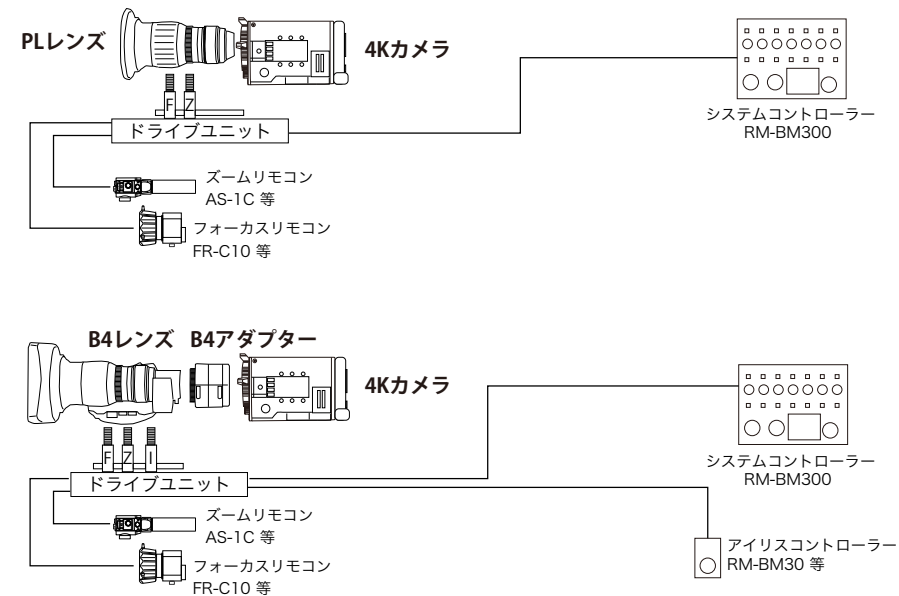 PLレンズ
4Kカメラ
F Z
ドライブユニット
ズームリモコン
AS-1C 等
フォーカスリモコン
FR-C10 等
システムコントローラー
RM-BM300
B4レンズ B4アダプター
4Kカメラ
F Z I
ドライブユニット
ズームリモコン
AS-1C 等
フォーカスリモコン
FR-C10 等
システムコントローラー
RM-BM300
アイリスコントローラー
RM-BM30 等